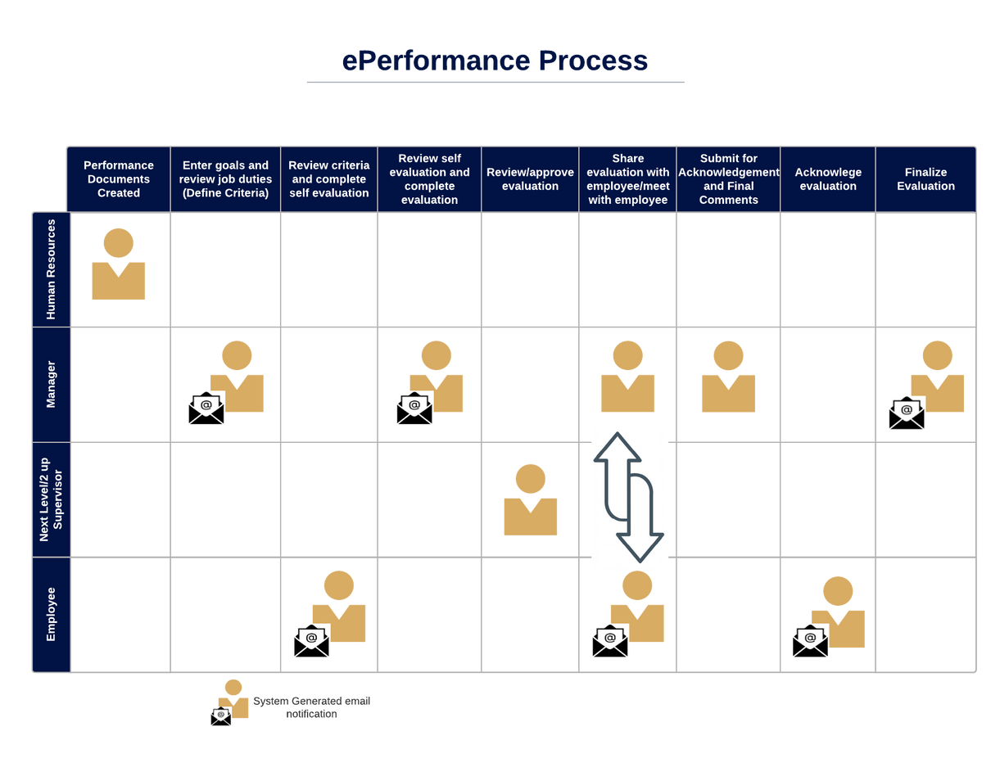 ePerformance Process
Performance
Documents
Created
Enter goals and
review job duties
(Define Criteria)
Review criteria
and complete
self evaluation
Review self
evaluation and
complete
evaluation
Review/approve
evaluation
Share
evaluation with
employee/meet
with employee
Submit for
Acknowledgement
and Final
Comments
Acknowlege
evaluation
Finalize
Evaluation
Human Resources
Manager
@
@
@
Next Level/2 up
Supervisor
Employee
@
@
@
@
System Generated email
notification